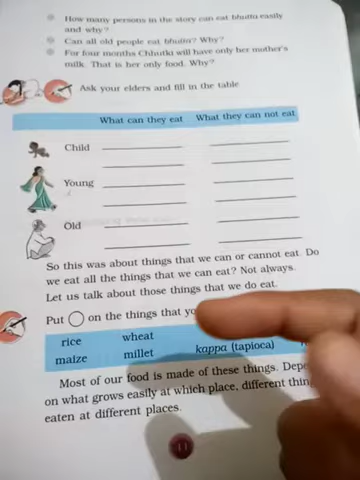 How many persons in the story can eat bhutta easily
and why?
Can all old people eat bhutta? Why?
For four months Chhutki will have only her mother's
milk. That is her only food. Why?
Ask your elders and fill in the table
What can they eat What they can not eat
Child
Young
Old
So this was about things that we can or cannot eat. Do
we eat all the things that we can eat? Not always.
Let us talk about those things that we do eat.
Put on the things that
rice wheat
maize millet kappa (tapioca)
Most of our food is made of these things.
on what grows easily at which place, different
eaten at different places.